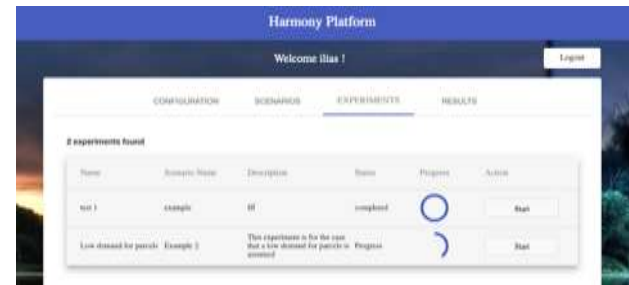 Harmony Platform
Welcome ilias !
Logout
CONFIGURATION SCENARIOS EXPERIMENTS RESULTS
2 experiments found
Name Scenario Name Description Status Progress Action
test 1 example completed Start
This experiment is for the case
Low demand for parcels Example 2 that a low demand for parcels is Progress Start
assumed